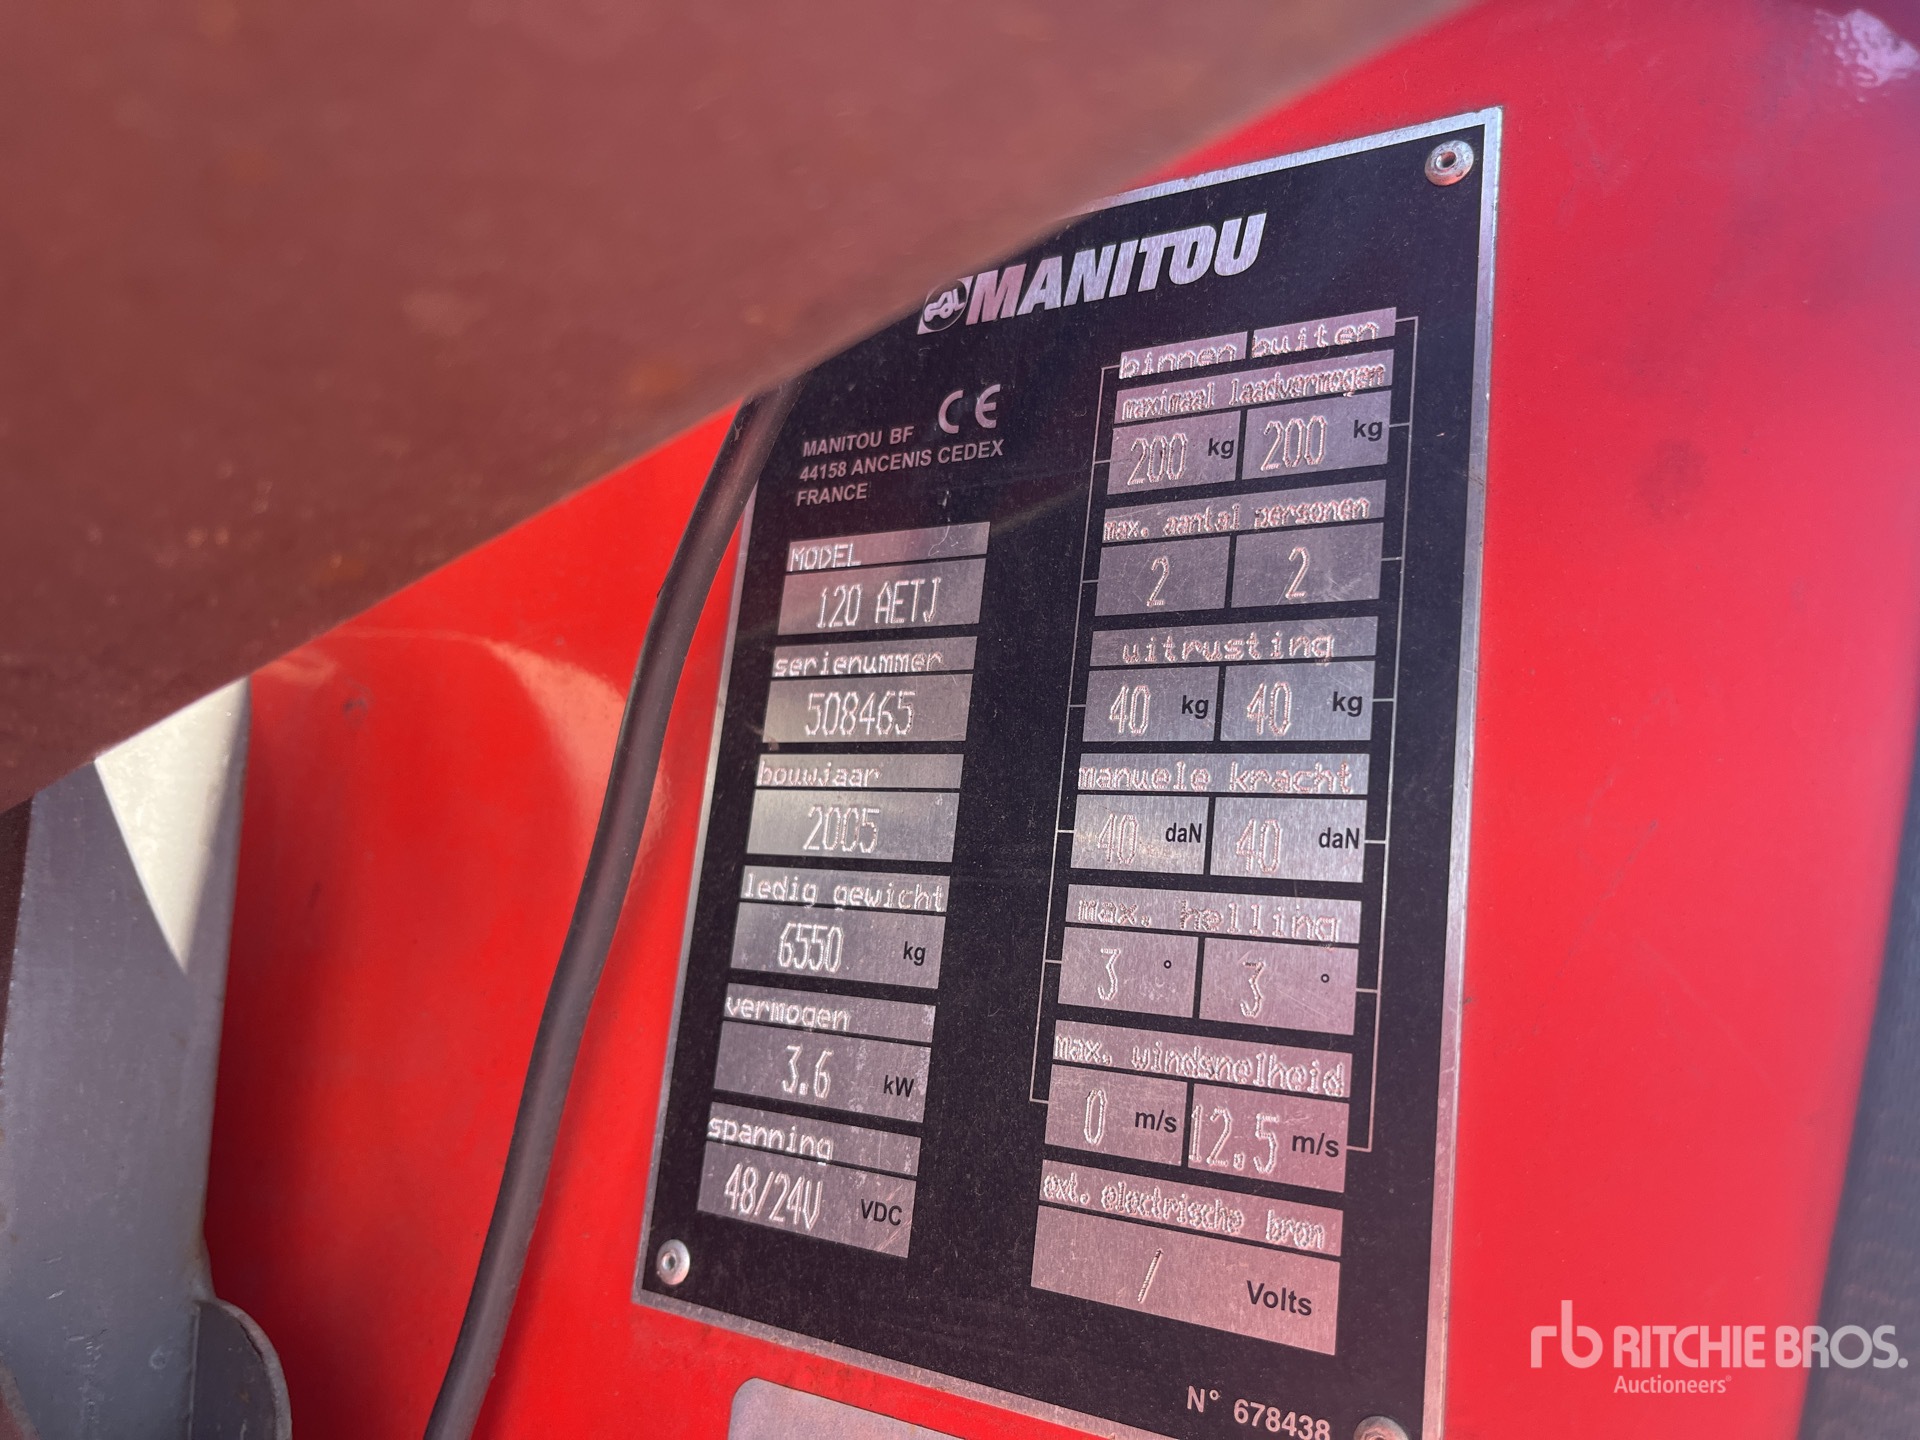 MANITOU
CE
MANITOU BF
44158 ANCENIS CEDEX
FRANCE
MODEL
120 AETJ
serienummer
508465
bouwjaar
2005
ledig gewicht
6550 kg
vermogen
3.6 kW
spanning
48/24V VDC
binnen buiten
maximaal laadvermogen
200 kg 200 kg
max. aantal personen
2 2
uitrusting
40 kg 40 kg
manuele kracht
40 daN 40 daN
max. helling
3 ° 3 °
max. windsnelheid
0 m/s 12.5 m/s
ext. electrische bron
/ Volts
N° 678438
rb RITCHIE BROS.
Auctioneers